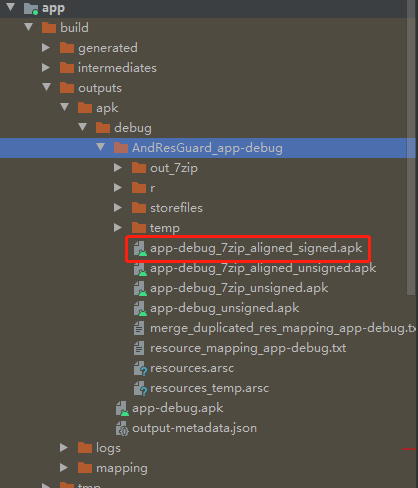 app
build
generated
intermediates
outputs
apk
debug
AndResGuard_app-debug
out_7zip
r
storefiles
temp
app-debug_7zip_aligned_signed.apk
app-debug_7zip_aligned_unsigned.apk
app-debug_7zip_unsigned.apk
app-debug_unsigned.apk
merge_duplicated_res_mapping_app-debug.tx
resource_mapping_app-debug.txt
resources.arsc
resources_temp.arsc
app-debug.apk
output-metadata.json
logs
mapping
tmp